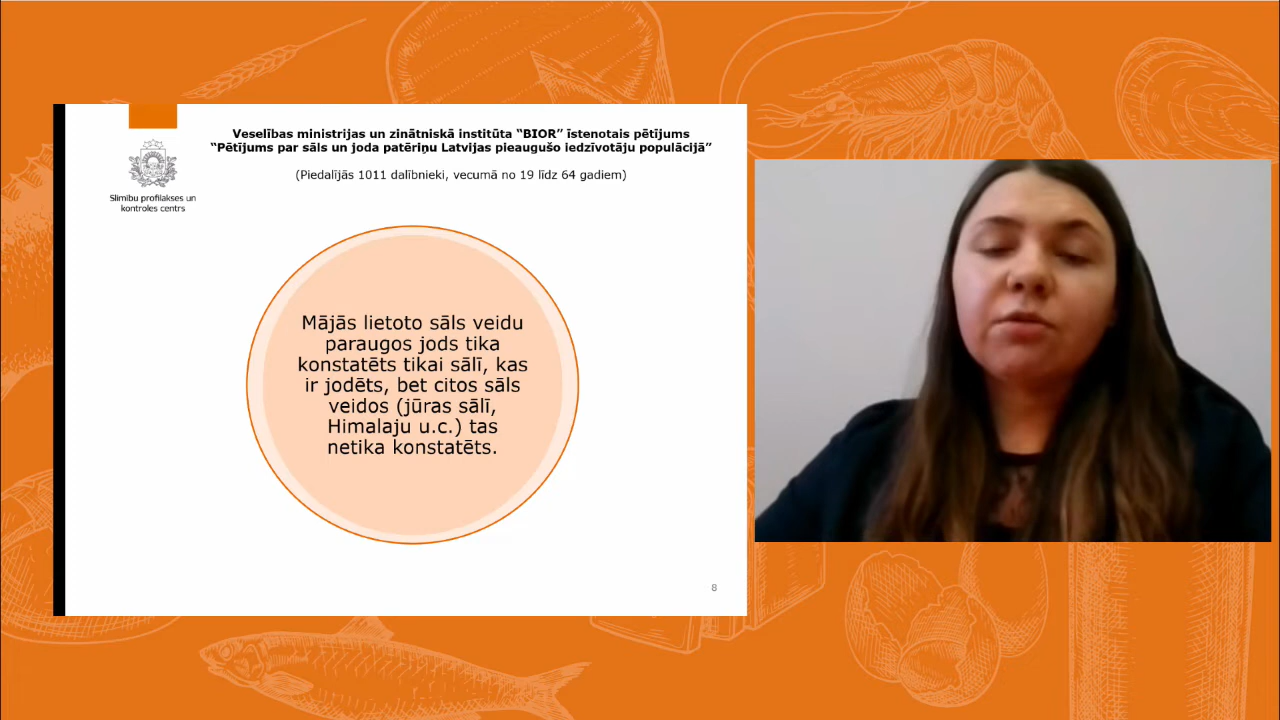 Veselības ministrijas un zinātniskā institūta “BIOR” īstenotais pētījums
“Pētījums par sāls un joda patēriņu Latvijas pieaugušo iedzīvotāju populācijā”
(Piedalījās 1011 dalībnieki, vecumā no 19 līdz 64 gadiem)
Slimību profilakses un
kontroles centrs
Mājās lietoto sāls veidu
paraugos jods tika
konstatēts tikai sālī, kas
ir jodēts, bet citos sāls
veidos (jūras sālī,
Himalaju u.c.) tas
netika konstatēts.
8